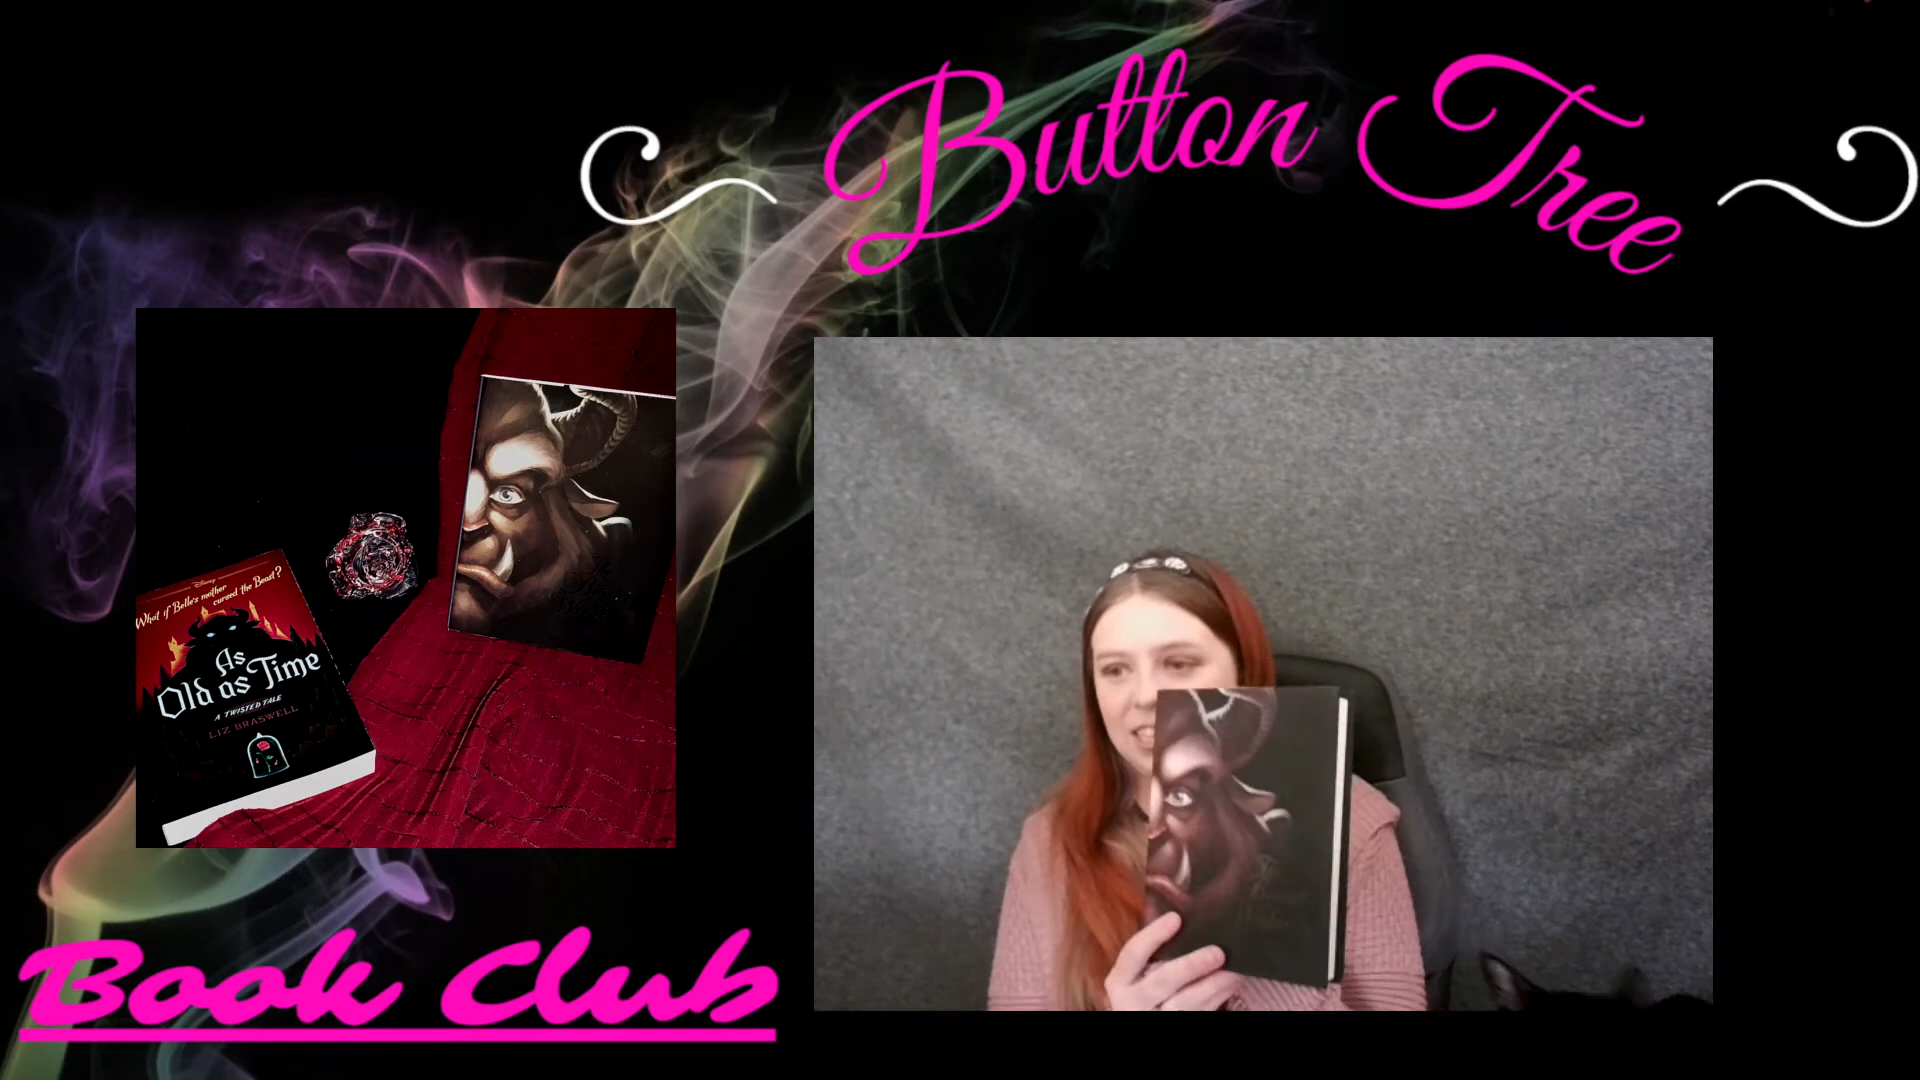 Button Tree
Disney
What if Belle's mother
cursed the Beast?
As
Old as Time
A TWISTED TALE
LIZ BRASWELL
Book Club